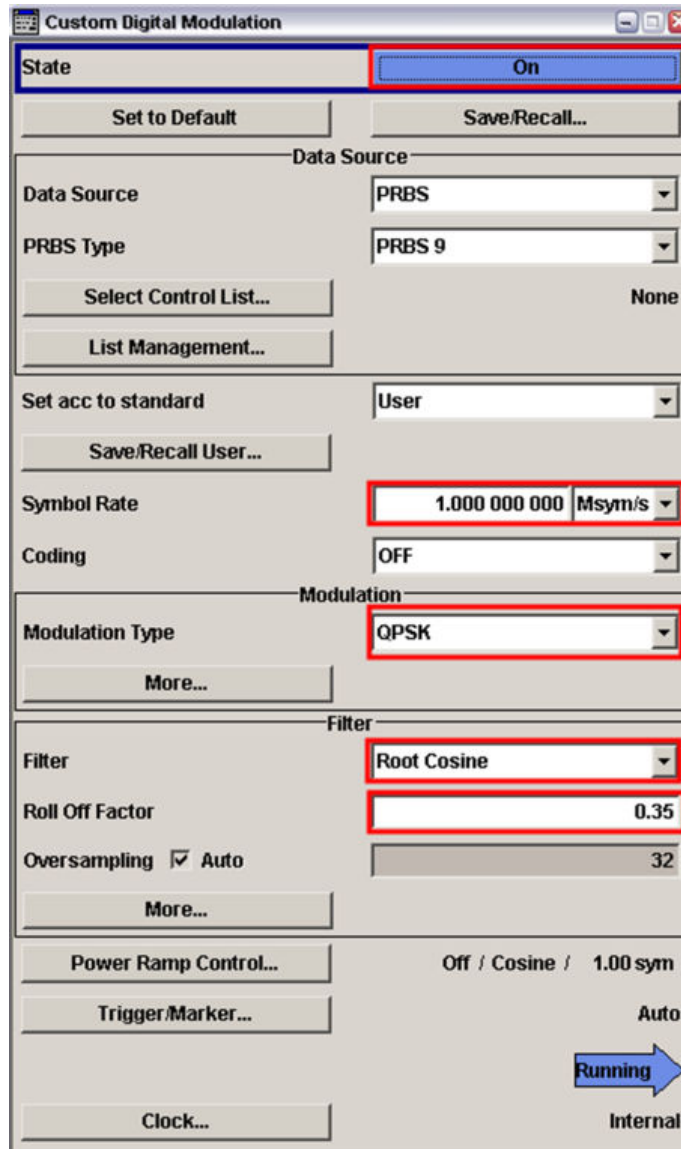 Custom Digital Modulation
State On
Set to Default Save/Recall...
Data Source
Data Source PRBS
PRBS Type PRBS 9
Select Control List... None
List Management...
Set acc to standard User
Save/Recall User...
Symbol Rate 1.000 000 000 Msym/s
Coding OFF
Modulation
Modulation Type QPSK
More...
Filter
Filter Root Cosine
Roll Off Factor 0.35
Oversampling Auto 32
More...
Power Ramp Control... Off / Cosine / 1.00 sym
Trigger/Marker... Auto
Running
Clock... Internal